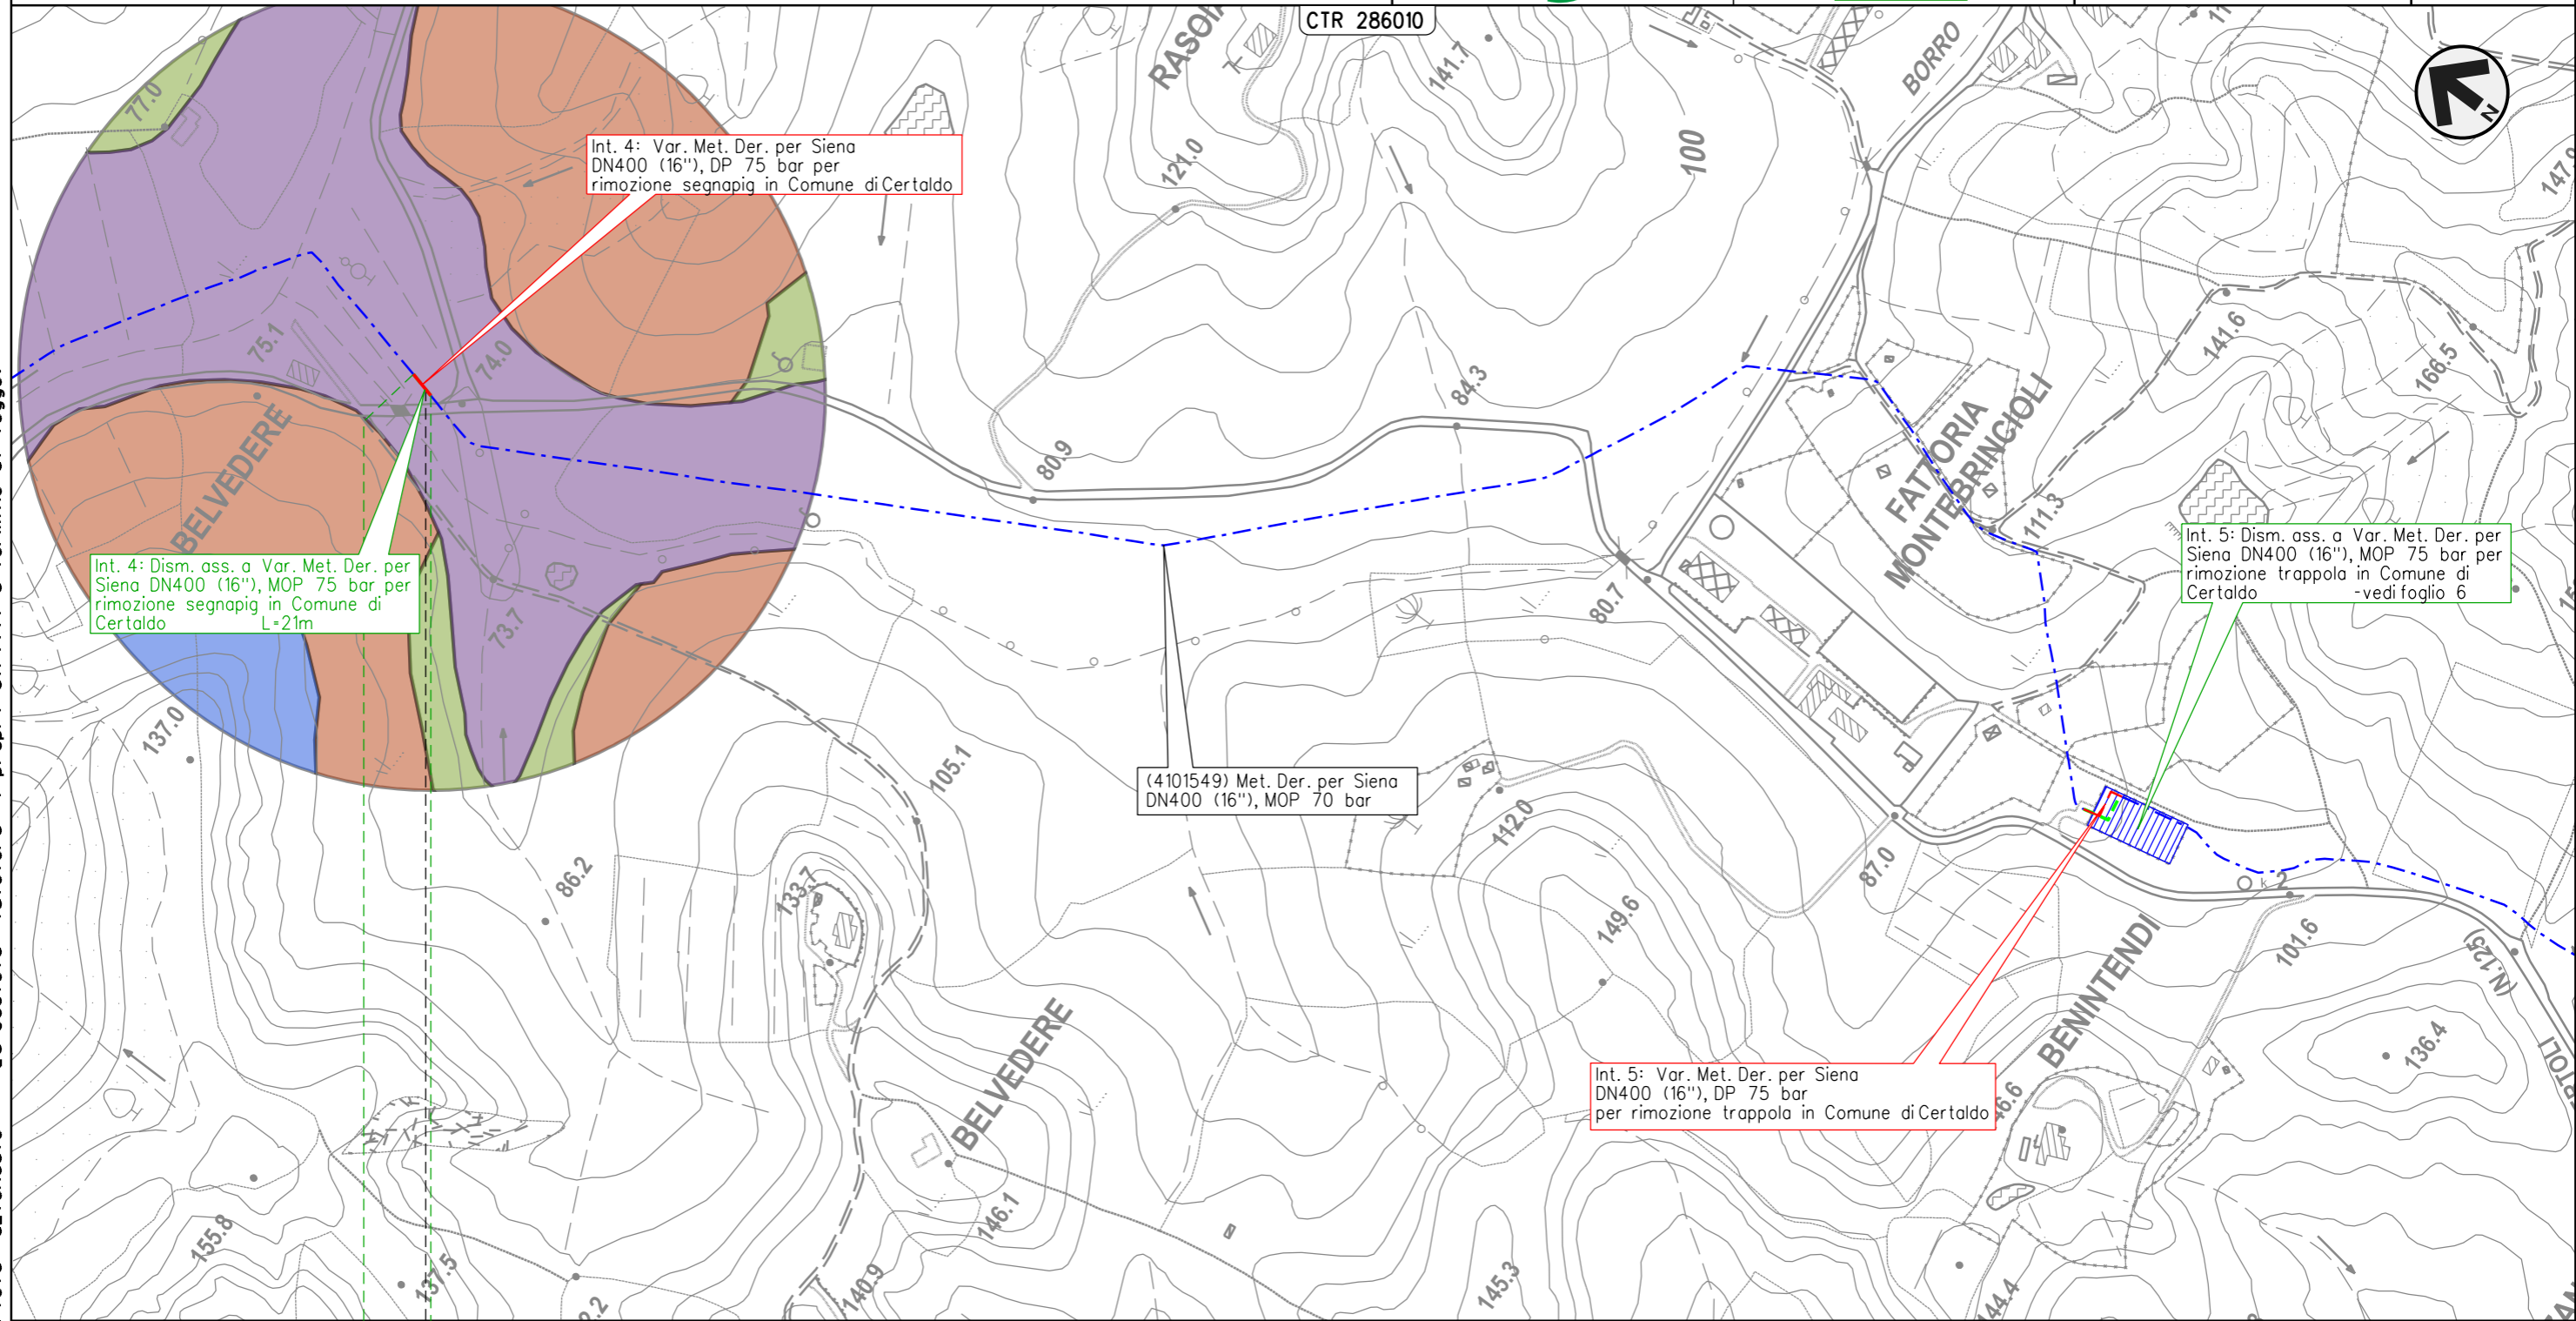 CTR 286010
RASOIA
141.7
BORRO
77.0
121.0
100
N
Int. 4: Var. Met. Der. per Siena
DN400 (16"), DP 75 bar per
rimozione segnapig in Comune di Certaldo
75.1
74.0
84.3
141.6
166.5
80.9
BELVEDERE
FATTORIA
MONTEBRINCIOLI
111.3
Int. 5: Dism. ass. a Var. Met. Der. per
Siena DN400 (16"), MOP 75 bar per
rimozione trappola in Comune di
Certaldo -vedi foglio 6
Int. 4: Dism. ass. a Var. Met. Der. per
Siena DN400 (16"), MOP 75 bar per
rimozione segnapig in Comune di
Certaldo L=21m
73.7
80.7
137.0
105.1
(4101549) Met. Der. per Siena
DN400 (16"), MOP 70 bar
112.0
86.2
133.7
87.0
k 2
149.6
101.6
(N.125)
BENINTENDI
BELVEDERE
136.4
Int. 5: Var. Met. Der. per Siena
DN400 (16"), DP 75 bar
per rimozione trappola in Comune di Certaldo
155.8
137.5
146.1
140.9
145.3
144.4